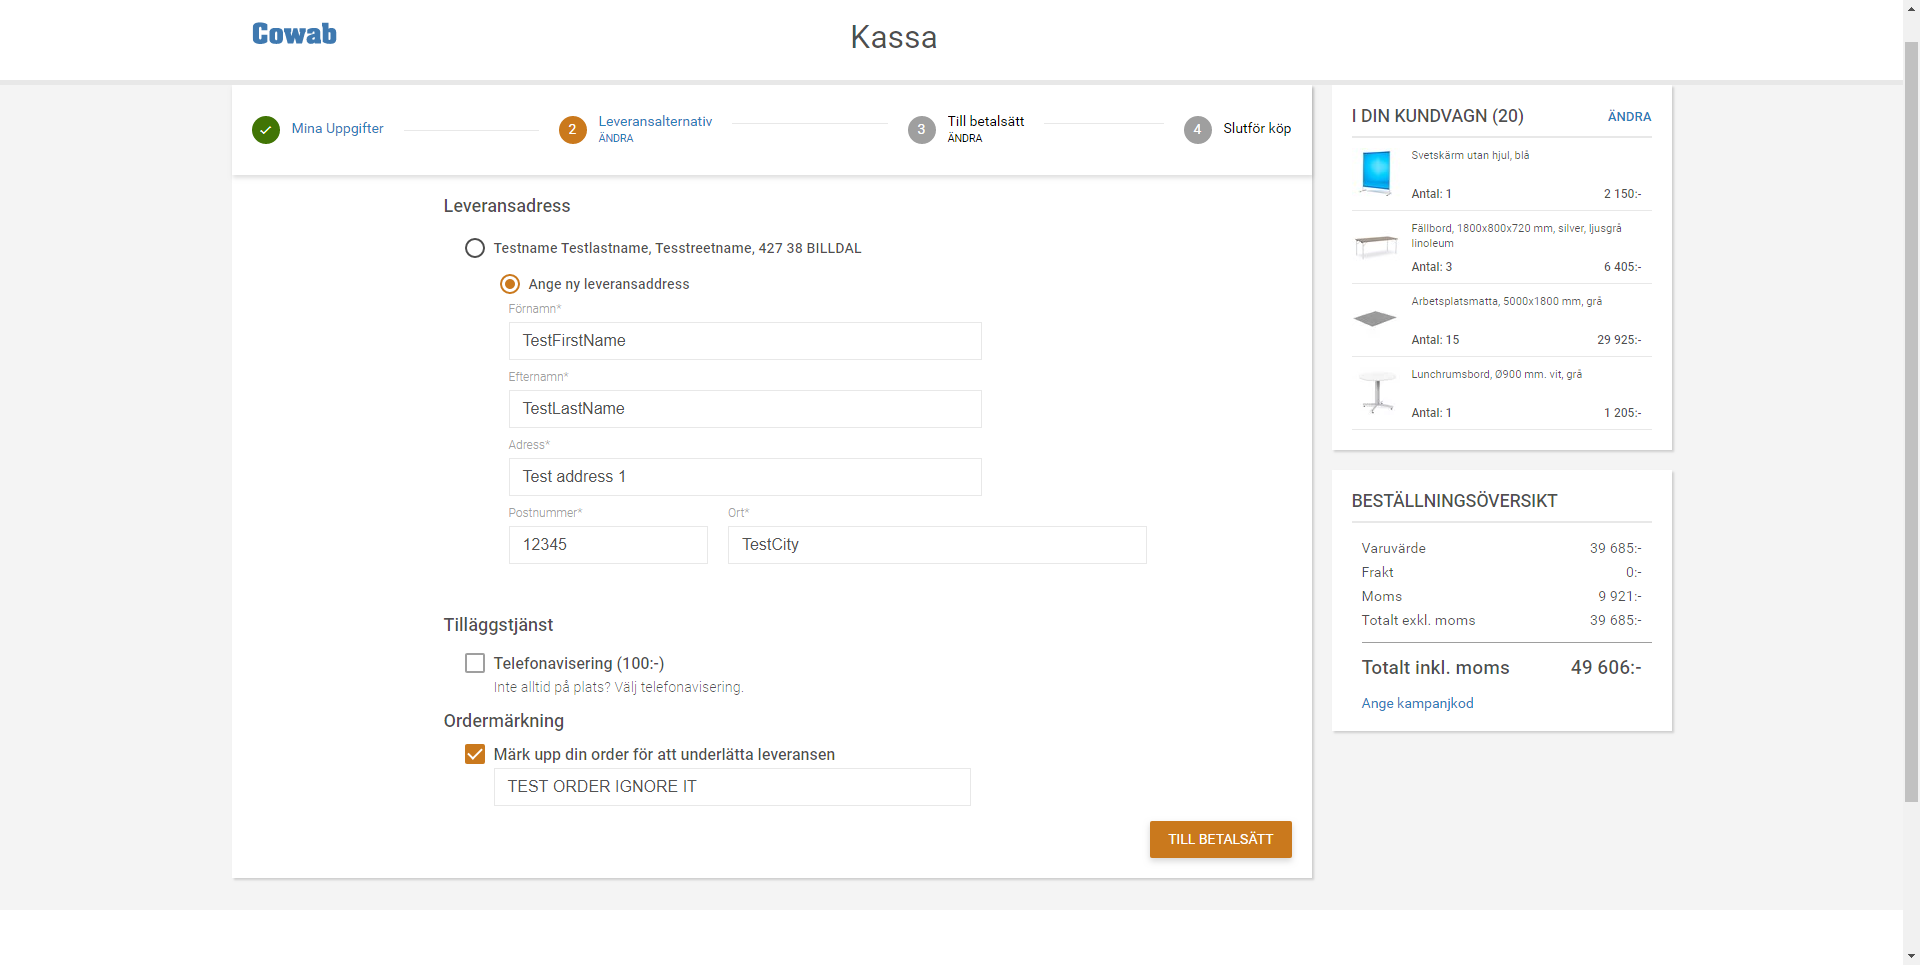 Cowab
Kassa
Mina Uppgifter
2
Leveransalternativ
ÄNDRA
3
Till betalsätt
ÄNDRA
4
Slutför köp
Leveransadress
Testname Testlastname, Tesstreetname, 427 38 BILLDAL
Ange ny leveransaddress
Förnamn*
TestFirstName
Efternamn*
TestLastName
Adress*
Test address 1
Postnummer* Ort*
12345 TestCity
Tilläggstjänst
Telefonavisering (100:-)
Inte alltid på plats? Välj telefonavisering.
Ordermärkning
Märk upp din order för att underlätta leveransen
TEST ORDER IGNORE IT
TILL BETALSÄTT
I DIN KUNDVAGN (20) ÄNDRA
Svetskärm utan hjul, blå
Antal: 1 2 150:-
Fällbord, 1800x800x720 mm, silver, ljusgrå
linoleum
Antal: 3 6 405:-
Arbetsplatsmatta, 5000x1800 mm, grå
Antal: 15 29 925:-
Lunchrumsbord, Ø900 mm. vit, grå
Antal: 1 1 205:-
BESTÄLLNINGSÖVERSIKT
Varuvärde 39 685:-
Frakt 0:-
Moms 9 921:-
Totalt exkl. moms 39 685:-
Totalt inkl. moms 49 606:-
Ange kampanjkod